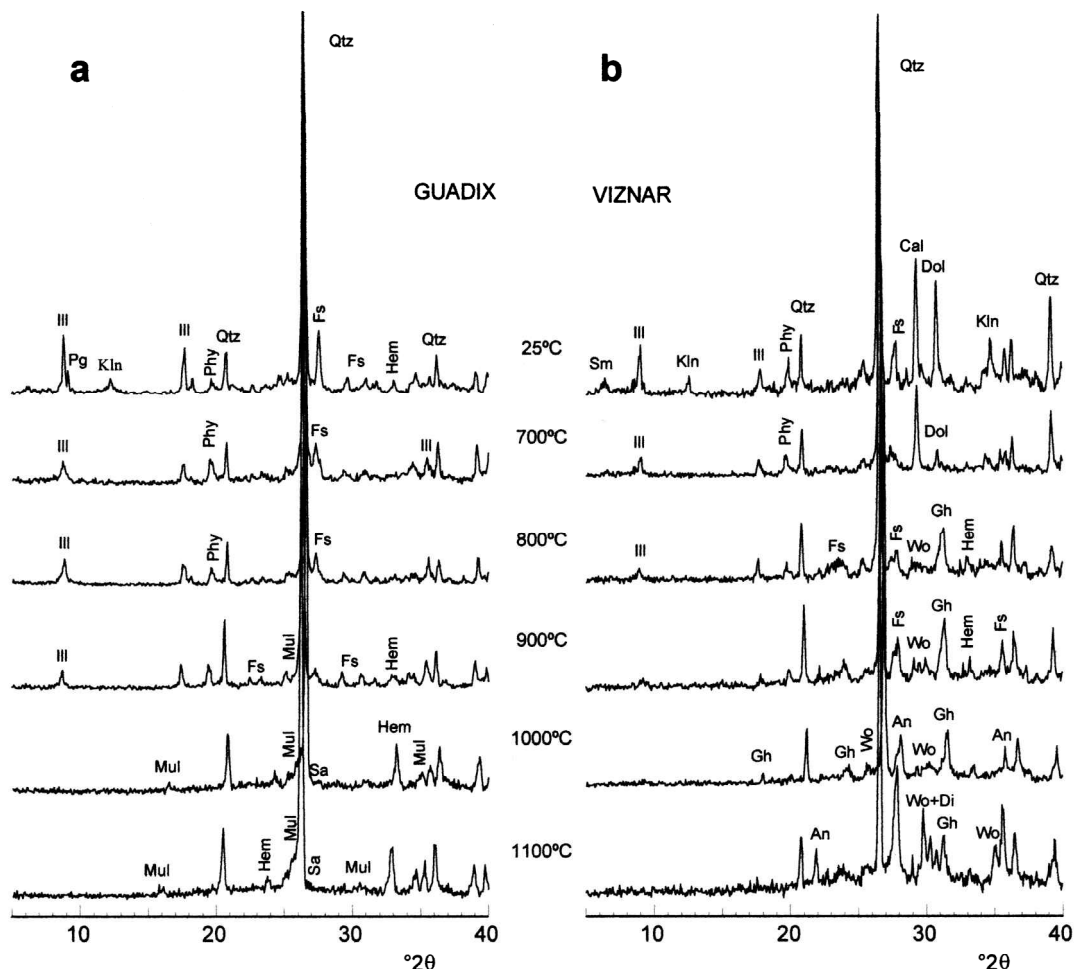 a
Qtz
b
Qtz
GUADIX
VIZNAR
25ºC
Ill
Pg
Kln
Ill
Phy
Qtz
Fs
Fs
Hem
Qtz
Sm
Ill
Kln
Ill
Phy
Qtz
Fs
Cal
Dol
Kln
Qtz
700ºC
Ill
Phy
Fs
Ill
Ill
Phy
Dol
800ºC
Ill
Phy
Fs
Ill
Fs
Fs
Wo
Gh
Hem
900ºC
Ill
Fs
Mul
Fs
Hem
Fs
Wo
Gh
Hem
Fs
1000ºC
Mul
Mul
Sa
Hem
Mul
Gh
Gh
Wo
An
Wo
Gh
An
1100ºC
Mul
Hem
Mul
Sa
Mul
An
Wo+Di
Gh
Wo
10 20 30 40
°2θ
10 20 30 40
°2θ